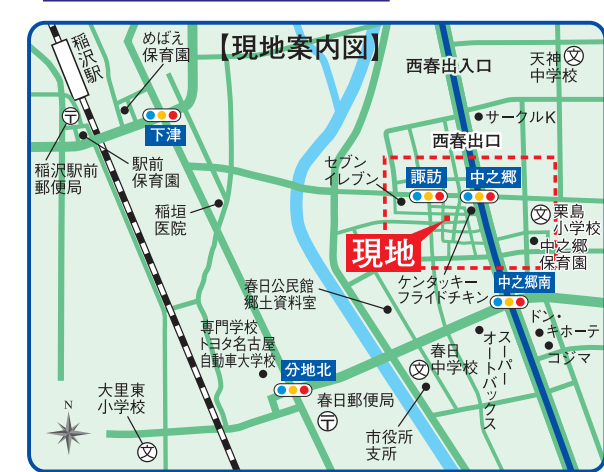 【現地案内図】
稲沢駅
めばえ
保育園
西春出入口
天神
中学校
文
サークルK
西春出口
下津
〒
稲沢駅前
郵便局
駅前
保育園
セブン
イレブン
諏訪
中之郷
稲垣
医院
文
栗島
小学校
中之郷
保育園
現地
ケンタッキー
フライドチキン
中之郷南
春日公民館
郷土資料室
ドン・
キホーテ
コジマ
スーパー
オートバックス
専門学校
トヨタ名古屋
自動車大学校
分地北
文
春日
中学校
大里東
小学校
文
春日郵便局
〒
市役所
支所
N